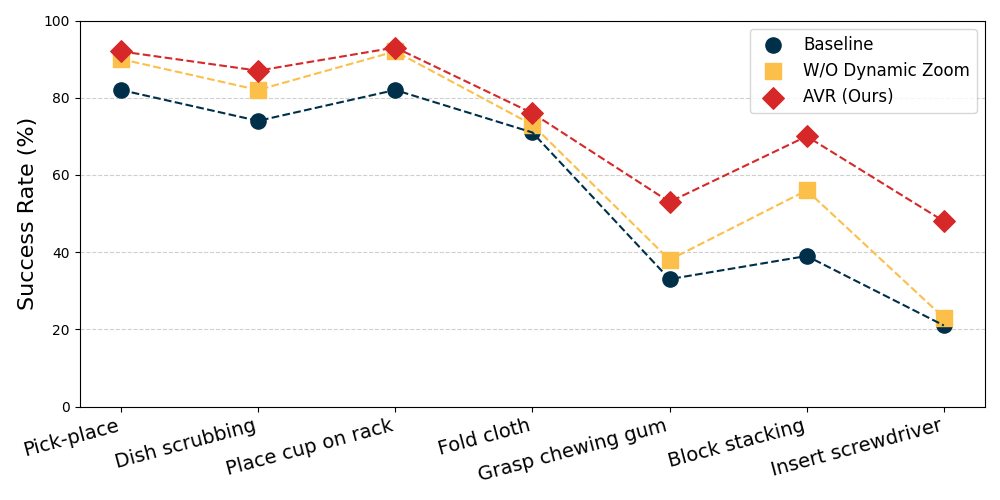 Success Rate (%)
100
80
60
40
20
0
Baseline
W/O Dynamic Zoom
AVR (Ours)
Pick-place
Dish scrubbing
Place cup on rack
Fold cloth
Grasp chewing gum
Block stacking
Insert screwdriver